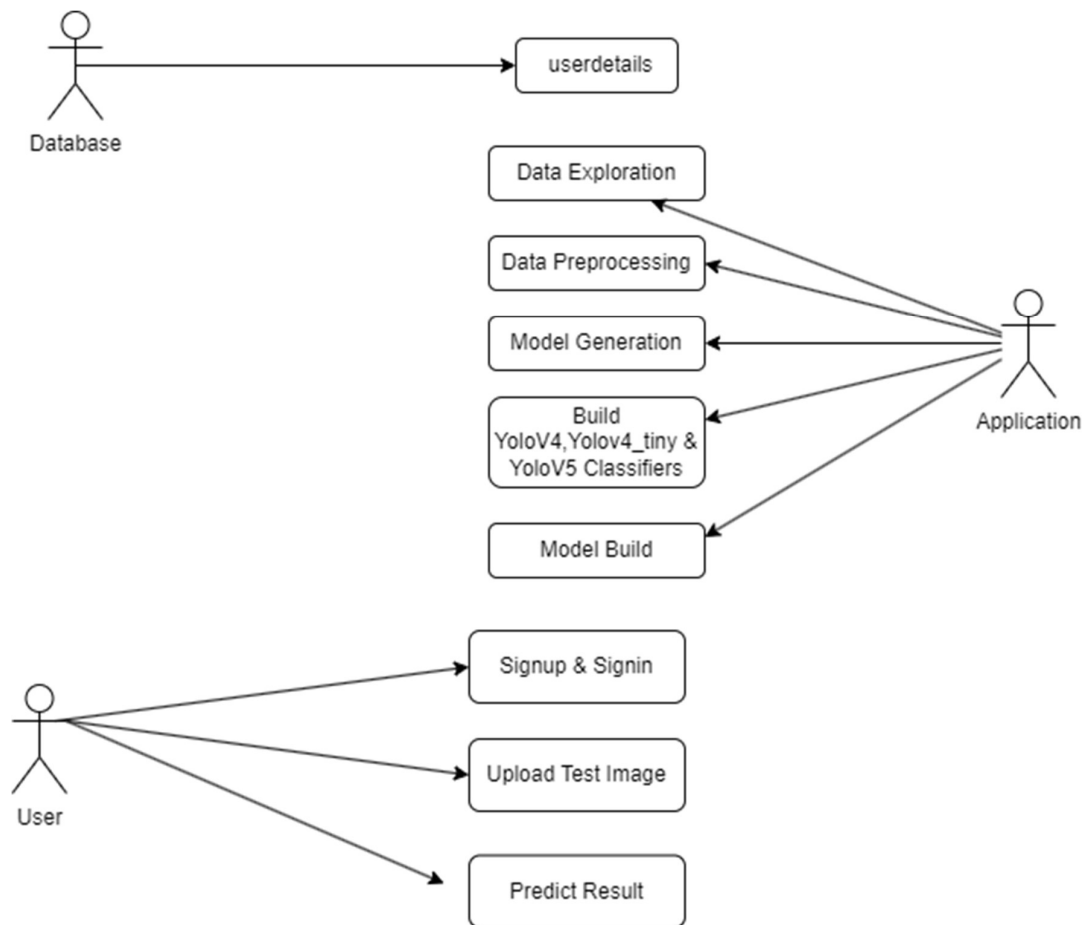 userdetails
Database
Data Exploration
Data Preprocessing
Model Generation
Build
YoloV4,Yolov4_tiny &
YoloV5 Classifiers
Application
Model Build
Signup & Signin
Upload Test Image
User
Predict Result